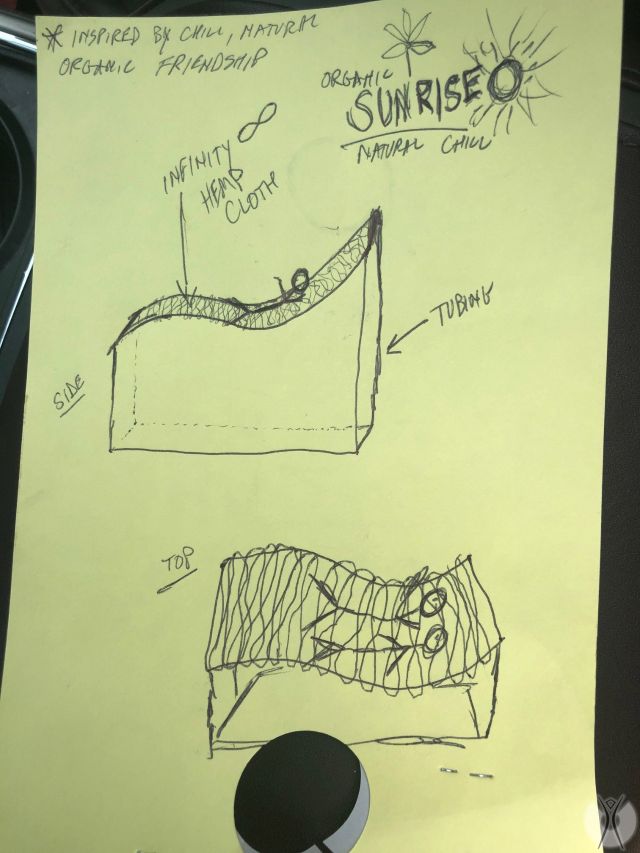 * INSPIRED BY CHILL, NATURAL
ORGANIC FRIENDSHIP
ORGANIC
SUNRISE
NATURAL CHILL
INFINITY ∞
HEMP
CLOTH
TUBING
SIDE
TOP